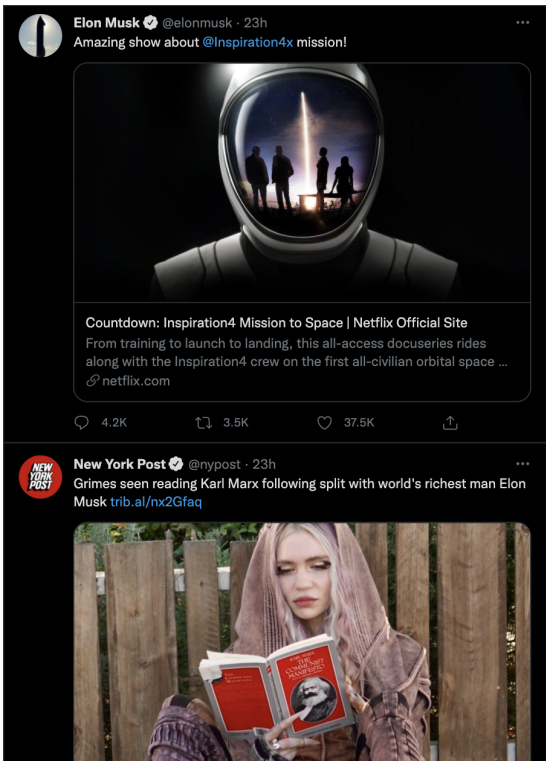 Elon Musk @elonmusk · 23h
Amazing show about @Inspiration4x mission!
Countdown: Inspiration4 Mission to Space | Netflix Official Site
From training to launch to landing, this all-access docuseries rides
along with the Inspiration4 crew on the first all-civilian orbital space ...
netflix.com
4.2K 3.5K 37.5K
NEW
YORK
POST
New York Post @nypost · 23h
Grimes seen reading Karl Marx following split with world's richest man Elon
Musk trib.al/nx2Gfaq
KARL MARX
THE
COMMUNIST
MANIFESTO